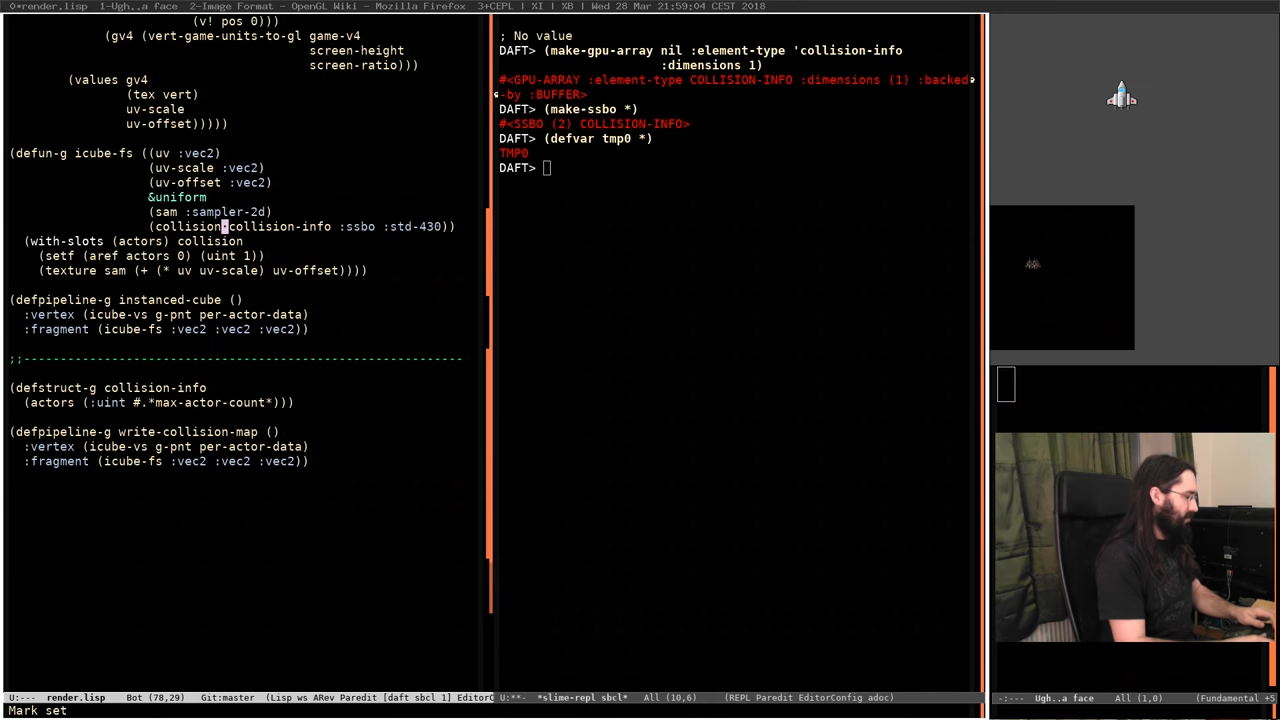 0*render.lisp  1-Ugh..a face  2-Image Format - OpenGL Wiki - Mozilla Firefox  3+CEPL | %I | %B | Wed 28 Mar 21:59:04 CEST 2018
(v! pos 0)))
(gv4 (vert-game-units-to-gl game-v4
screen-height
screen-ratio)))
(values gv4
(tex vert)
uv-scale
uv-offset)))))
(defun-g icube-fs ((uv :vec2)
(uv-scale :vec2)
(uv-offset :vec2)
&uniform
(sam :sampler-2d)
(collision collision-info :ssbo :std-430))
(with-slots (actors) collision
(setf (aref actors 0) (uint 1))
(texture sam (+ (* uv uv-scale) uv-offset))))
(defpipeline-g instanced-cube ()
:vertex (icube-vs g-pnt per-actor-data)
:fragment (icube-fs :vec2 :vec2 :vec2))
;;------------------------------------------------------------
(defstruct-g collision-info
(actors (:uint #.*max-actor-count*)))
(defpipeline-g write-collision-map ()
:vertex (icube-vs g-pnt per-actor-data)
:fragment (icube-fs :vec2 :vec2 :vec2))
U:---  render.lisp   Bot (78,29)   Git:master  (Lisp ws ARev Paredit [daft sbcl 1] EditorC
Mark set
; No value
DAFT> (make-gpu-array nil :element-type 'collision-info
:dimensions 1)
#<GPU-ARRAY :element-type COLLISION-INFO :dimensions (1) :backed
-by :BUFFER>
DAFT> (make-ssbo *)
#<SSBO (2) COLLISION-INFO>
DAFT> (defvar tmp0 *)
TMP0
DAFT>
U:**-  *slime-repl sbcl*   All (10,6)   (REPL Paredit EditorConfig adoc)
-:---  Ugh..a face   All (1,0)   (Fundamental +5